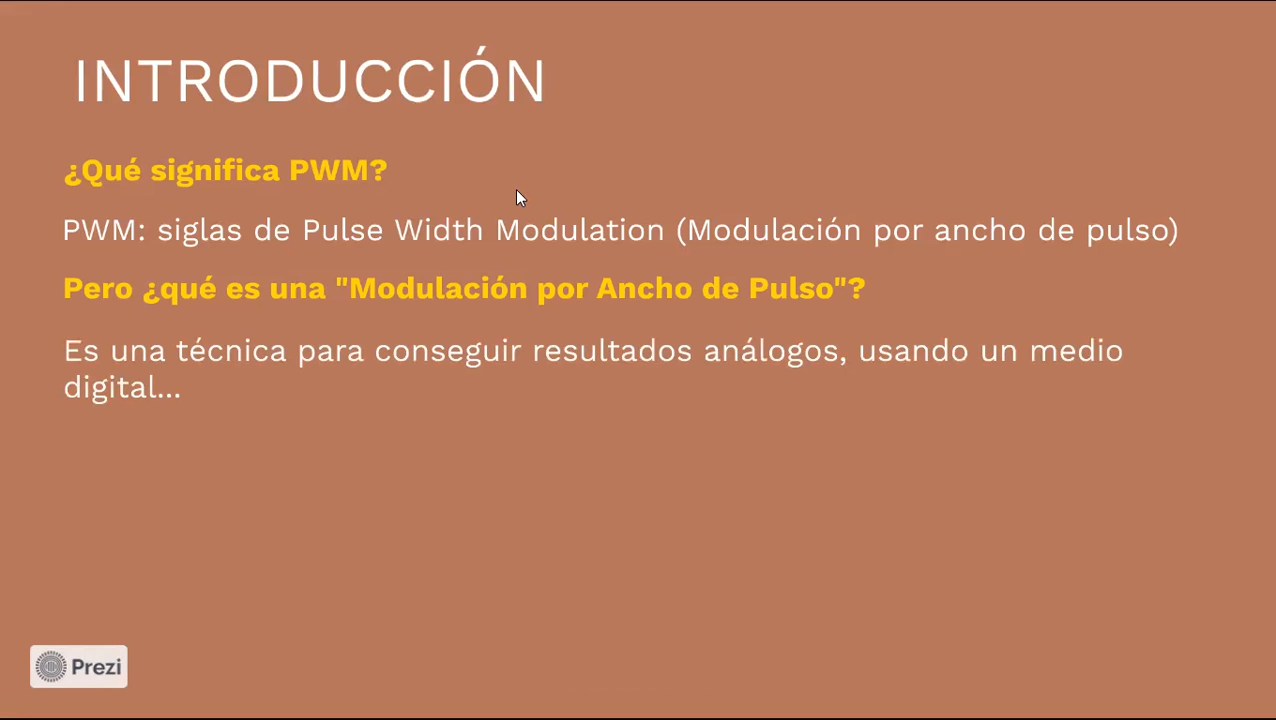 INTRODUCCIÓN
¿Qué significa PWM?
PWM: siglas de Pulse Width Modulation (Modulación por ancho de pulso)
Pero ¿qué es una "Modulación por Ancho de Pulso"?
Es una técnica para conseguir resultados análogos, usando un medio
digital...
Prezi